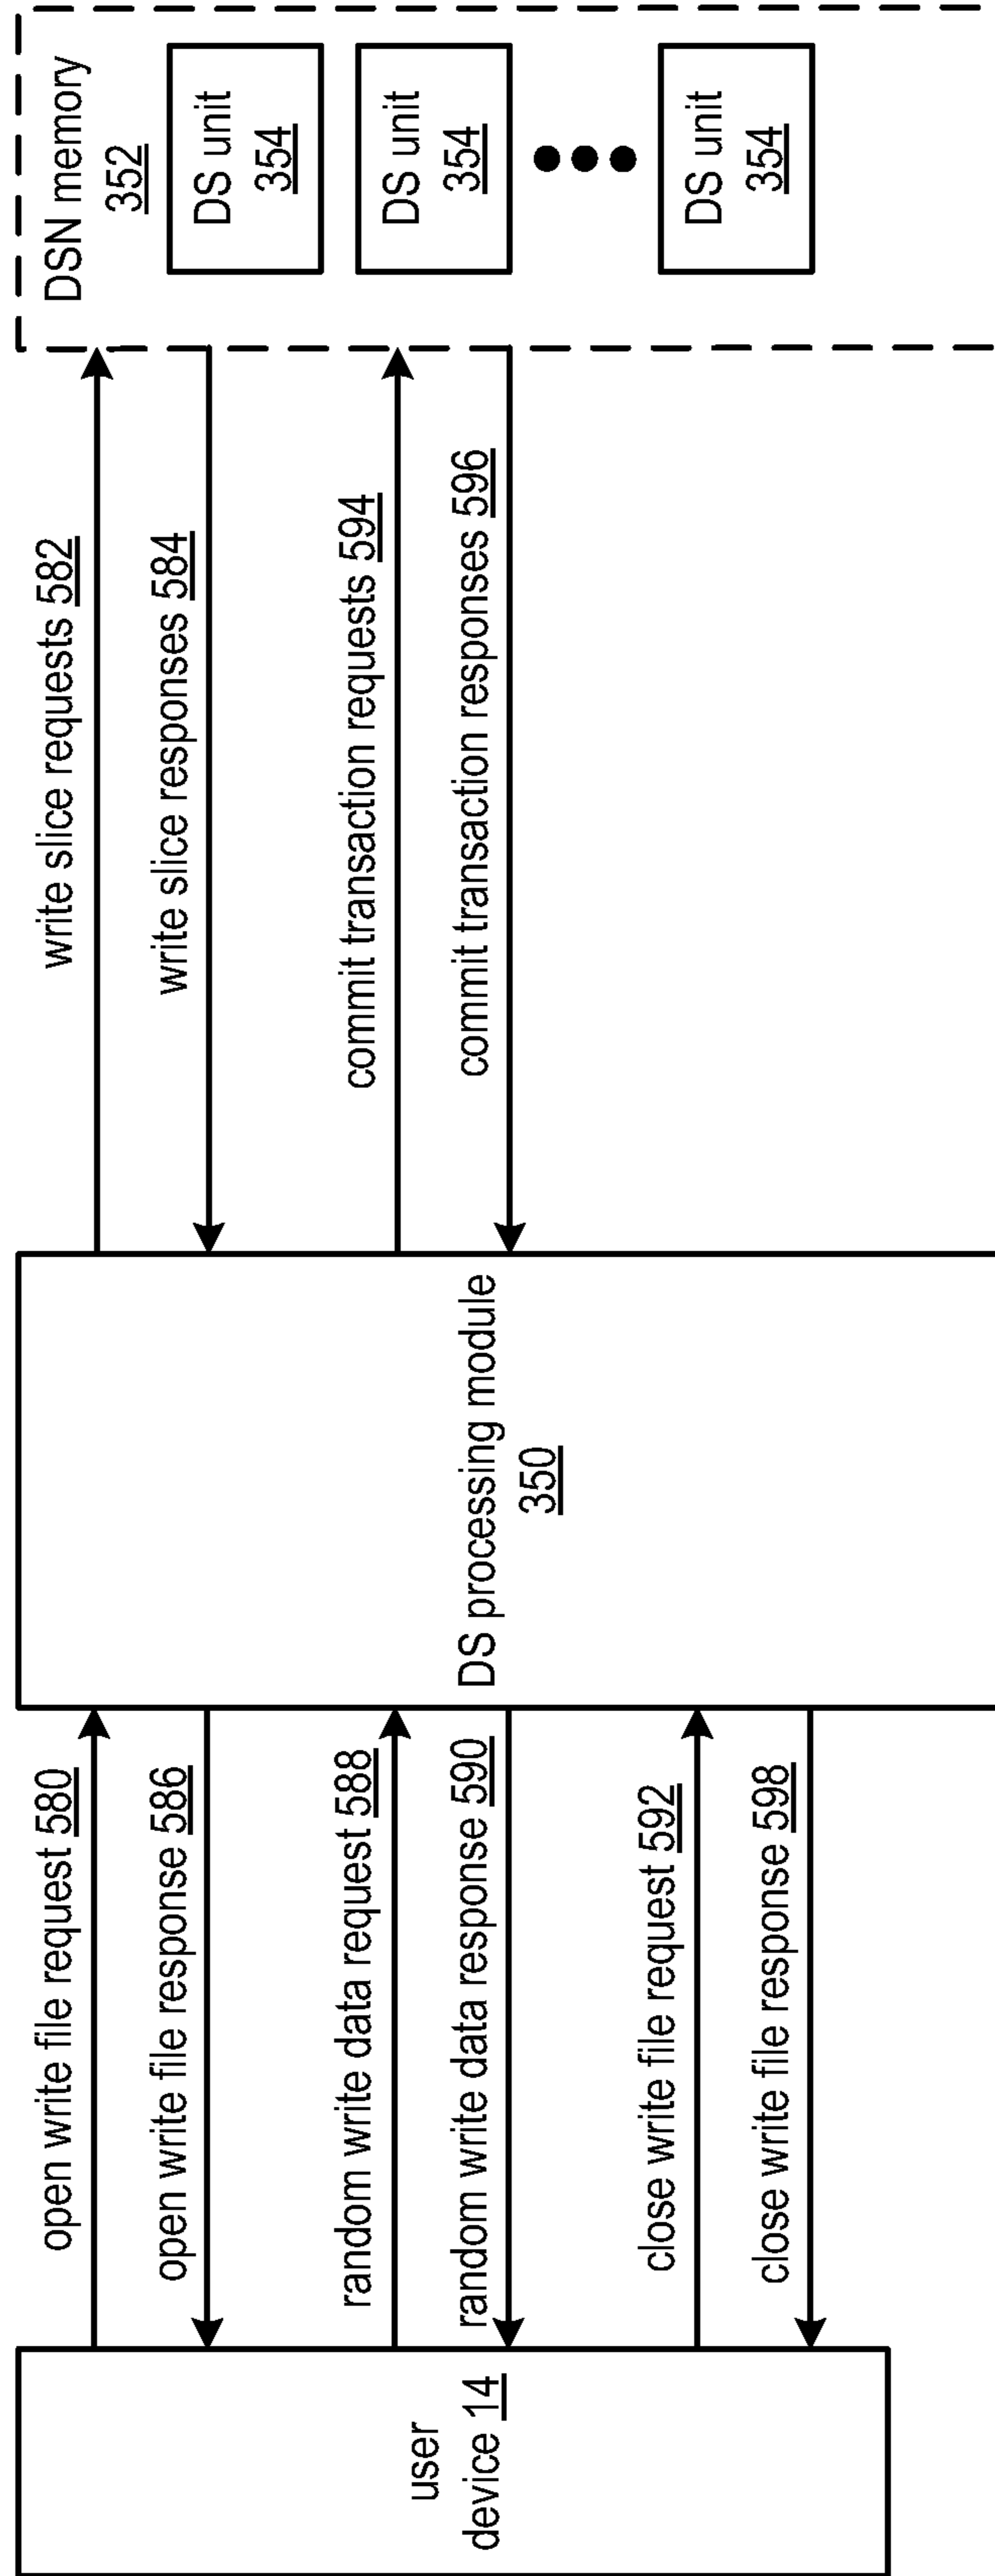 user
device 14
open write file request 580
open write file response 586
random write data request 588
random write data response 590
close write file request 592
close write file response 598
DS processing module
350
write slice requests 582
write slice responses 584
commit transaction requests 594
commit transaction responses 596
DSN memory
352
DS unit
354
DS unit
354
DS unit
354